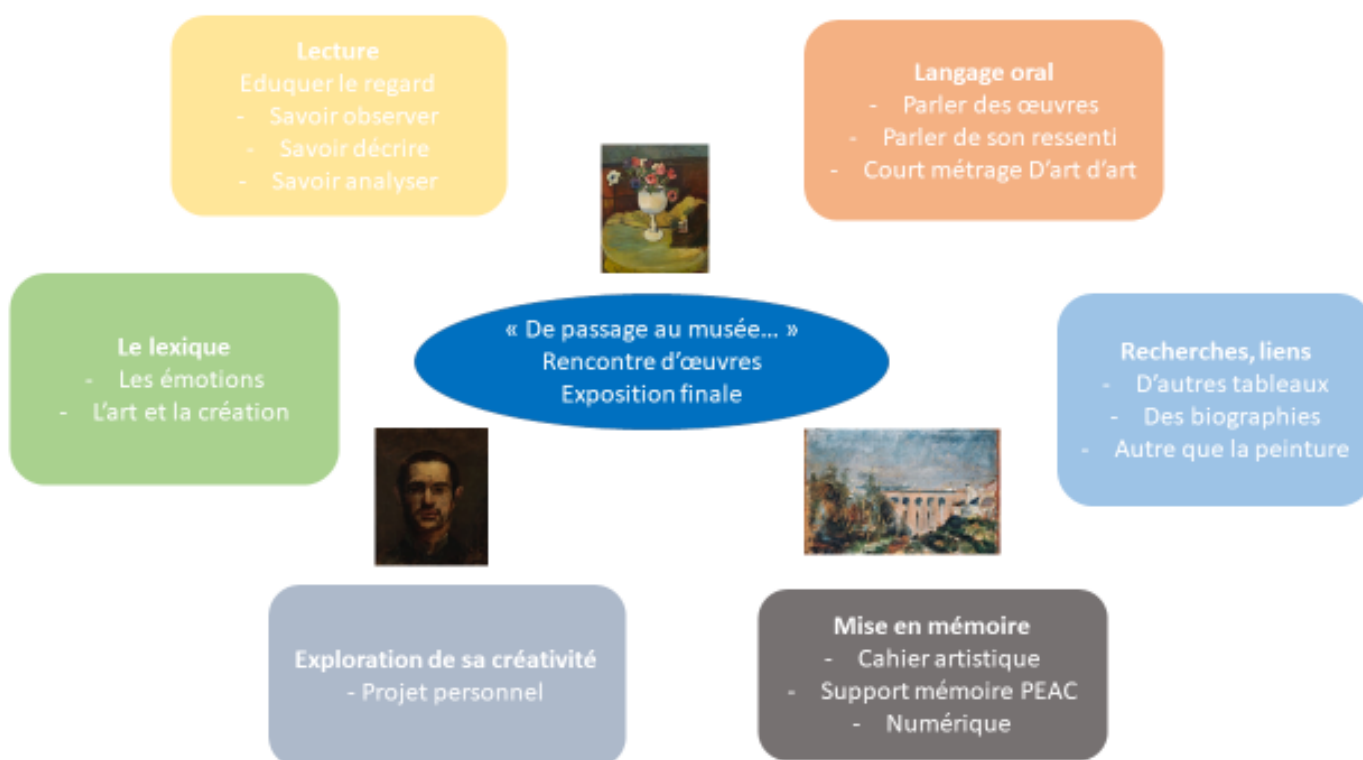 Lecture
Eduquer le regard
- Savoir observer
- Savoir décrire
- Savoir analyser
Langage oral
- Parler des œuvres
- Parler de son ressenti
- Court métrage D'art d'art
Le lexique
- Les émotions
- L'art et la création
« De passage au musée... »
Rencontre d'œuvres
Exposition finale
Recherches, liens
- D'autres tableaux
- Des biographies
- Autre que la peinture
Exploration de sa créativité
- Projet personnel
Mise en mémoire
- Cahier artistique
- Support mémoire PEAC
- Numérique